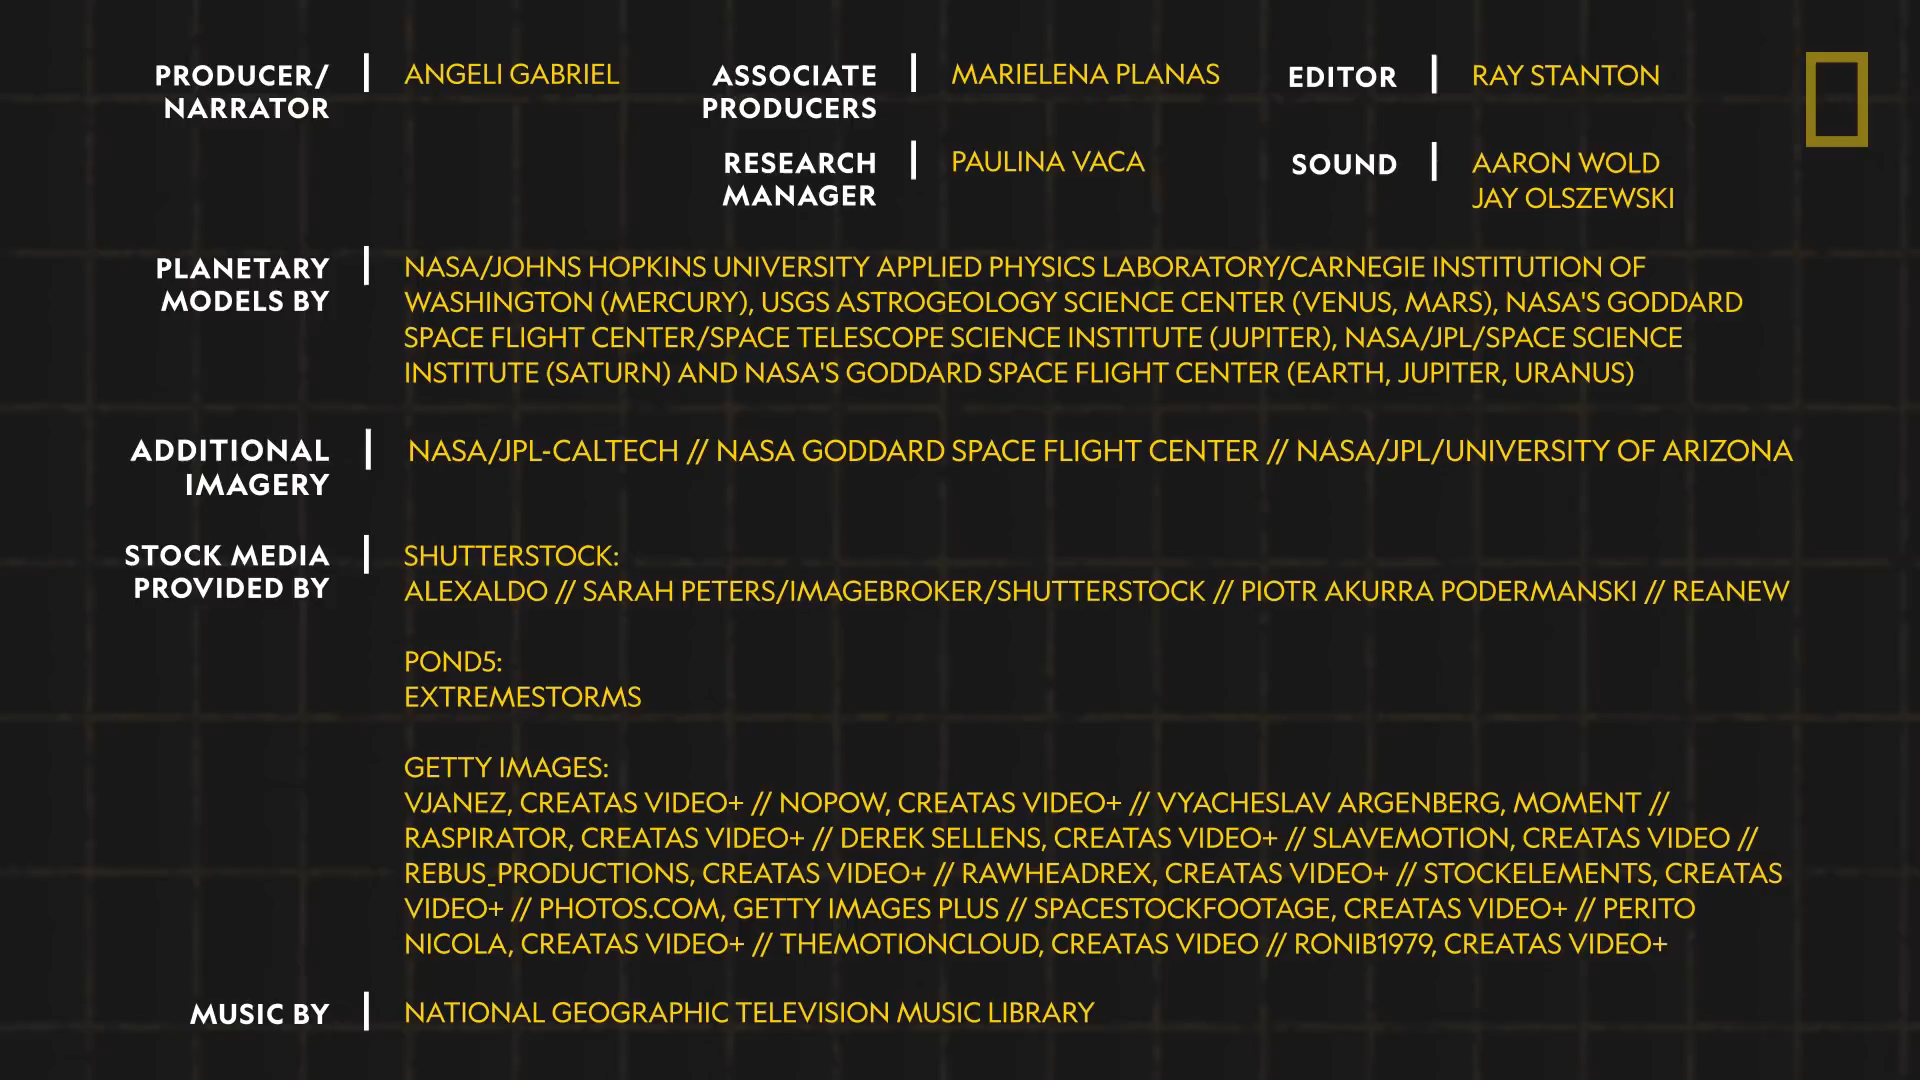 PRODUCER/
NARRATOR
ANGELI GABRIEL
ASSOCIATE
PRODUCERS
MARIELENA PLANAS
EDITOR
RAY STANTON
RESEARCH
MANAGER
PAULINA VACA
SOUND
AARON WOLD
JAY OLSZEWSKI
PLANETARY
MODELS BY
NASA/JOHNS HOPKINS UNIVERSITY APPLIED PHYSICS LABORATORY/CARNEGIE INSTITUTION OF
WASHINGTON (MERCURY), USGS ASTROGEOLOGY SCIENCE CENTER (VENUS, MARS), NASA'S GODDARD
SPACE FLIGHT CENTER/SPACE TELESCOPE SCIENCE INSTITUTE (JUPITER), NASA/JPL/SPACE SCIENCE
INSTITUTE (SATURN) AND NASA'S GODDARD SPACE FLIGHT CENTER (EARTH, JUPITER, URANUS)
ADDITIONAL
IMAGERY
NASA/JPL-CALTECH // NASA GODDARD SPACE FLIGHT CENTER // NASA/JPL/UNIVERSITY OF ARIZONA
STOCK MEDIA
PROVIDED BY
SHUTTERSTOCK:
ALEXALDO // SARAH PETERS/IMAGEBROKER/SHUTTERSTOCK // PIOTR AKURRA PODERMANSKI // REANEW
POND5:
EXTREMESTORMS
GETTY IMAGES:
VJANEZ, CREATAS VIDEO+ // NOPOW, CREATAS VIDEO+ // VYACHESLAV ARGENBERG, MOMENT //
RASPIRATOR, CREATAS VIDEO+ // DEREK SELLENS, CREATAS VIDEO+ // SLAVEMOTION, CREATAS VIDEO //
REBUS_PRODUCTIONS, CREATAS VIDEO+ // RAWHEADREX, CREATAS VIDEO+ // STOCKELEMENTS, CREATAS
VIDEO+ // PHOTOS.COM, GETTY IMAGES PLUS // SPACESTOCKFOOTAGE, CREATAS VIDEO+ // PERITO
NICOLA, CREATAS VIDEO+ // THEMOTIONCLOUD, CREATAS VIDEO // RONIB1979, CREATAS VIDEO+
MUSIC BY
NATIONAL GEOGRAPHIC TELEVISION MUSIC LIBRARY